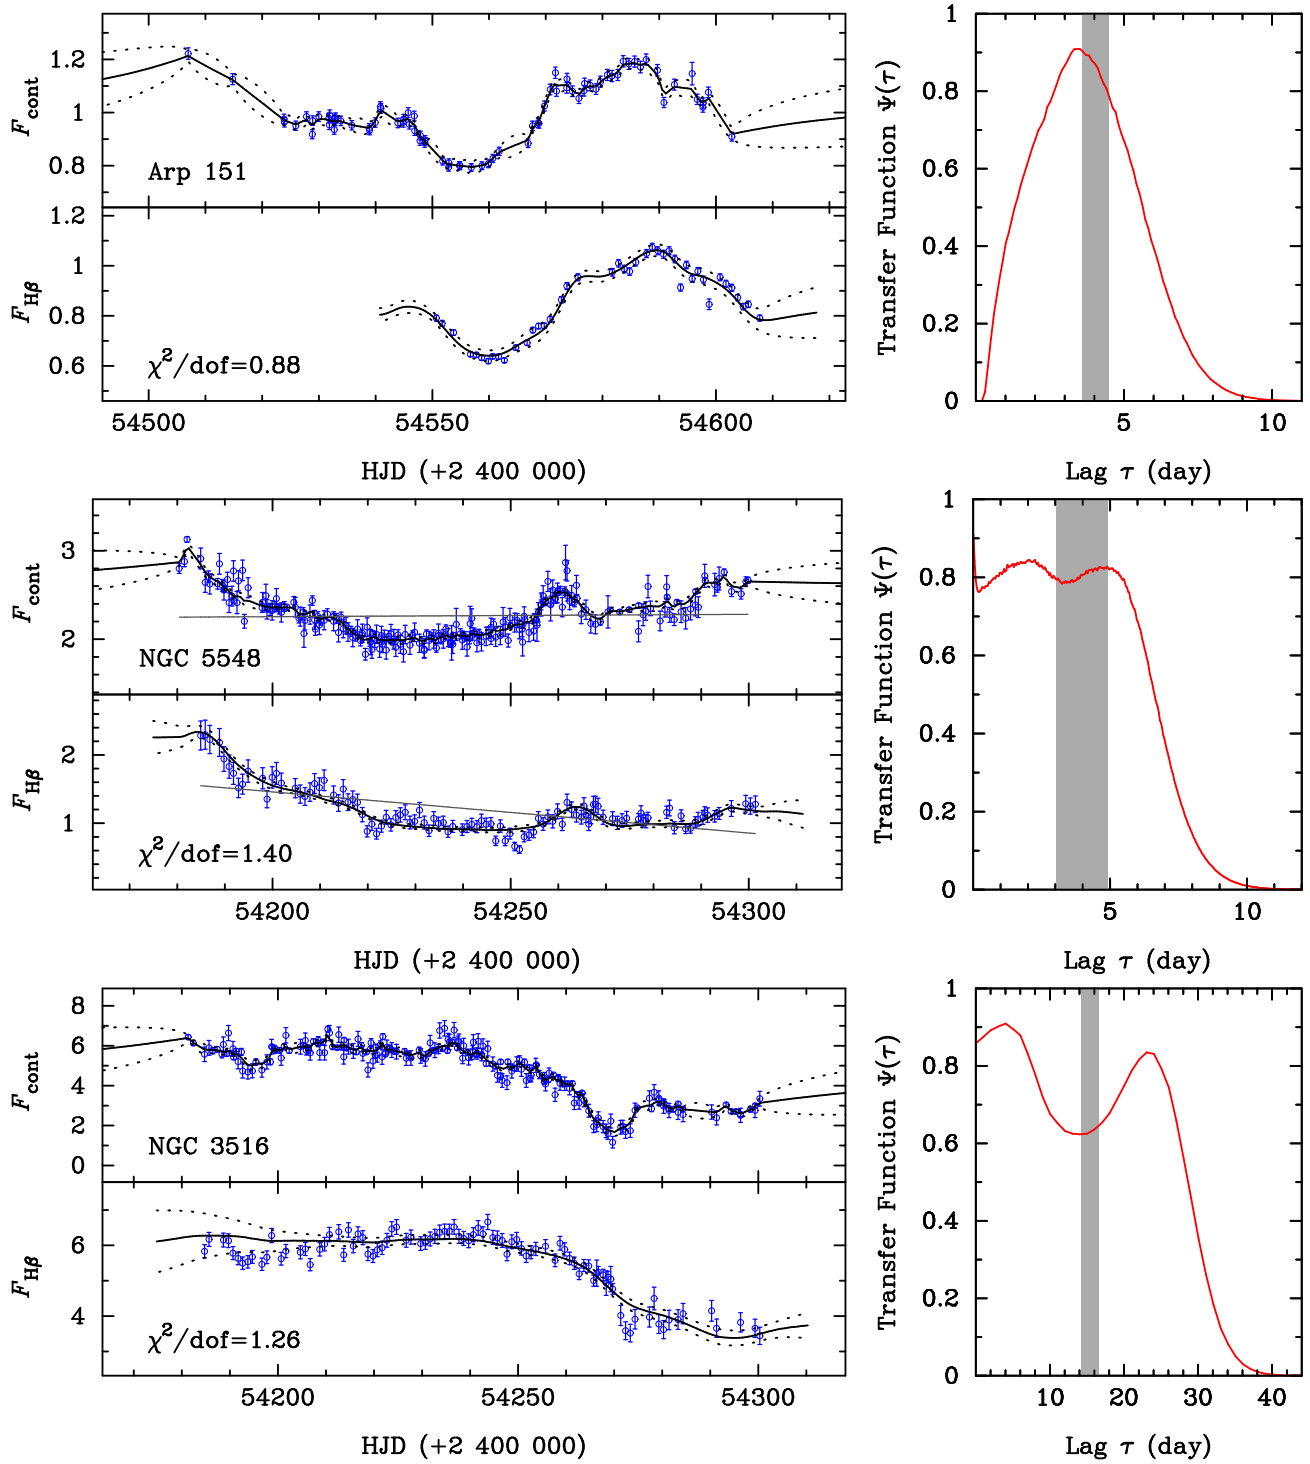 1.2
1
0.8
F_cont
Arp 151
1.2
1
0.8
0.6
F_Hβ
χ²/dof=0.88
54500 54550 54600
HJD (+2 400 000)
1
0.8
0.6
0.4
0.2
0
Transfer Function Ψ(τ)
5 10
Lag τ (day)
3
2
F_cont
NGC 5548
2
1
F_Hβ
χ²/dof=1.40
54200 54250 54300
HJD (+2 400 000)
1
0.8
0.6
0.4
0.2
0
Transfer Function Ψ(τ)
5 10
Lag τ (day)
8
6
4
2
0
F_cont
NGC 3516
6
4
F_Hβ
χ²/dof=1.26
54200 54250 54300
HJD (+2 400 000)
1
0.8
0.6
0.4
0.2
0
Transfer Function Ψ(τ)
10 20 30 40
Lag τ (day)